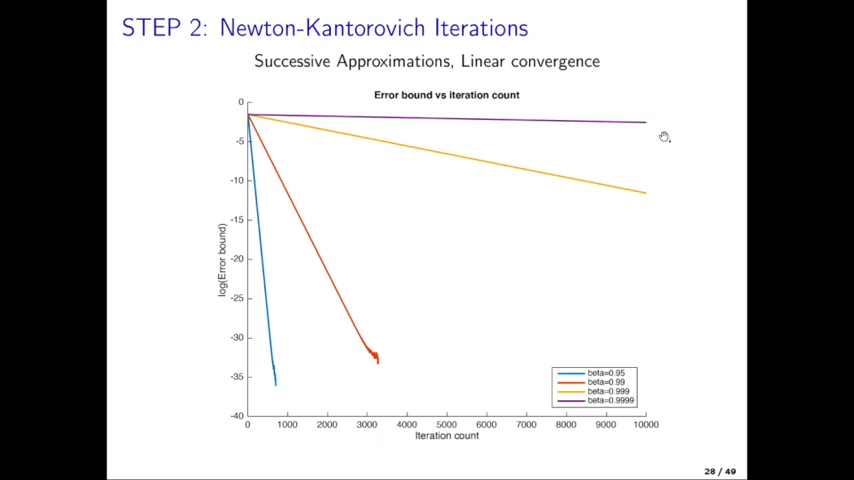 STEP 2: Newton-Kantorovich Iterations
Successive Approximations, Linear convergence
Error bound vs iteration count
0
-5
-10
-15
-20
-25
-30
-35
-40
log(Error bound)
0 1000 2000 3000 4000 5000 6000 7000 8000 9000 10000
Iteration count
beta=0.95
beta=0.99
beta=0.999
beta=0.9999
28 / 49